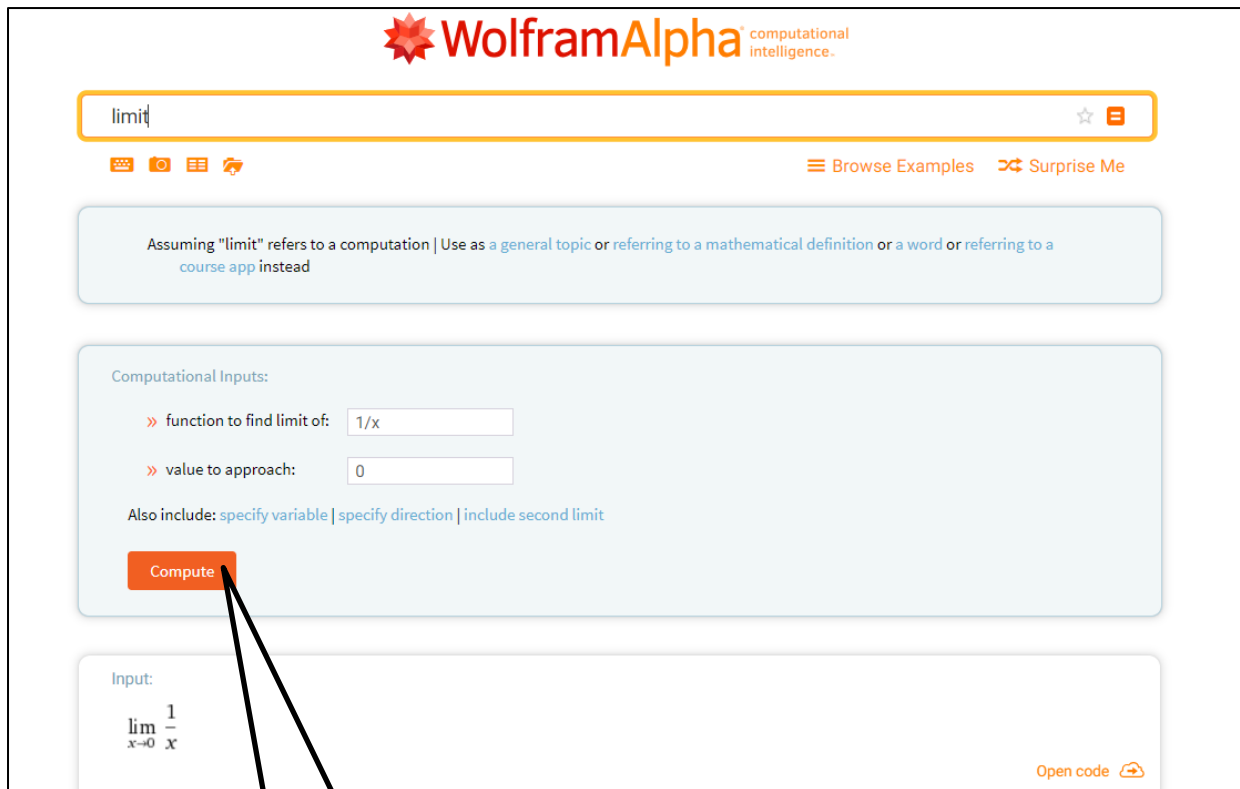 WolframAlpha computational intelligence™
limit
Browse Examples Surprise Me
Assuming "limit" refers to a computation | Use as a general topic or referring to a mathematical definition or a word or referring to a
course app instead
Computational Inputs:
» function to find limit of: 1/x
» value to approach: 0
Also include: specify variable | specify direction | include second limit
Compute
Input:
lim x→0 1/x
Open code